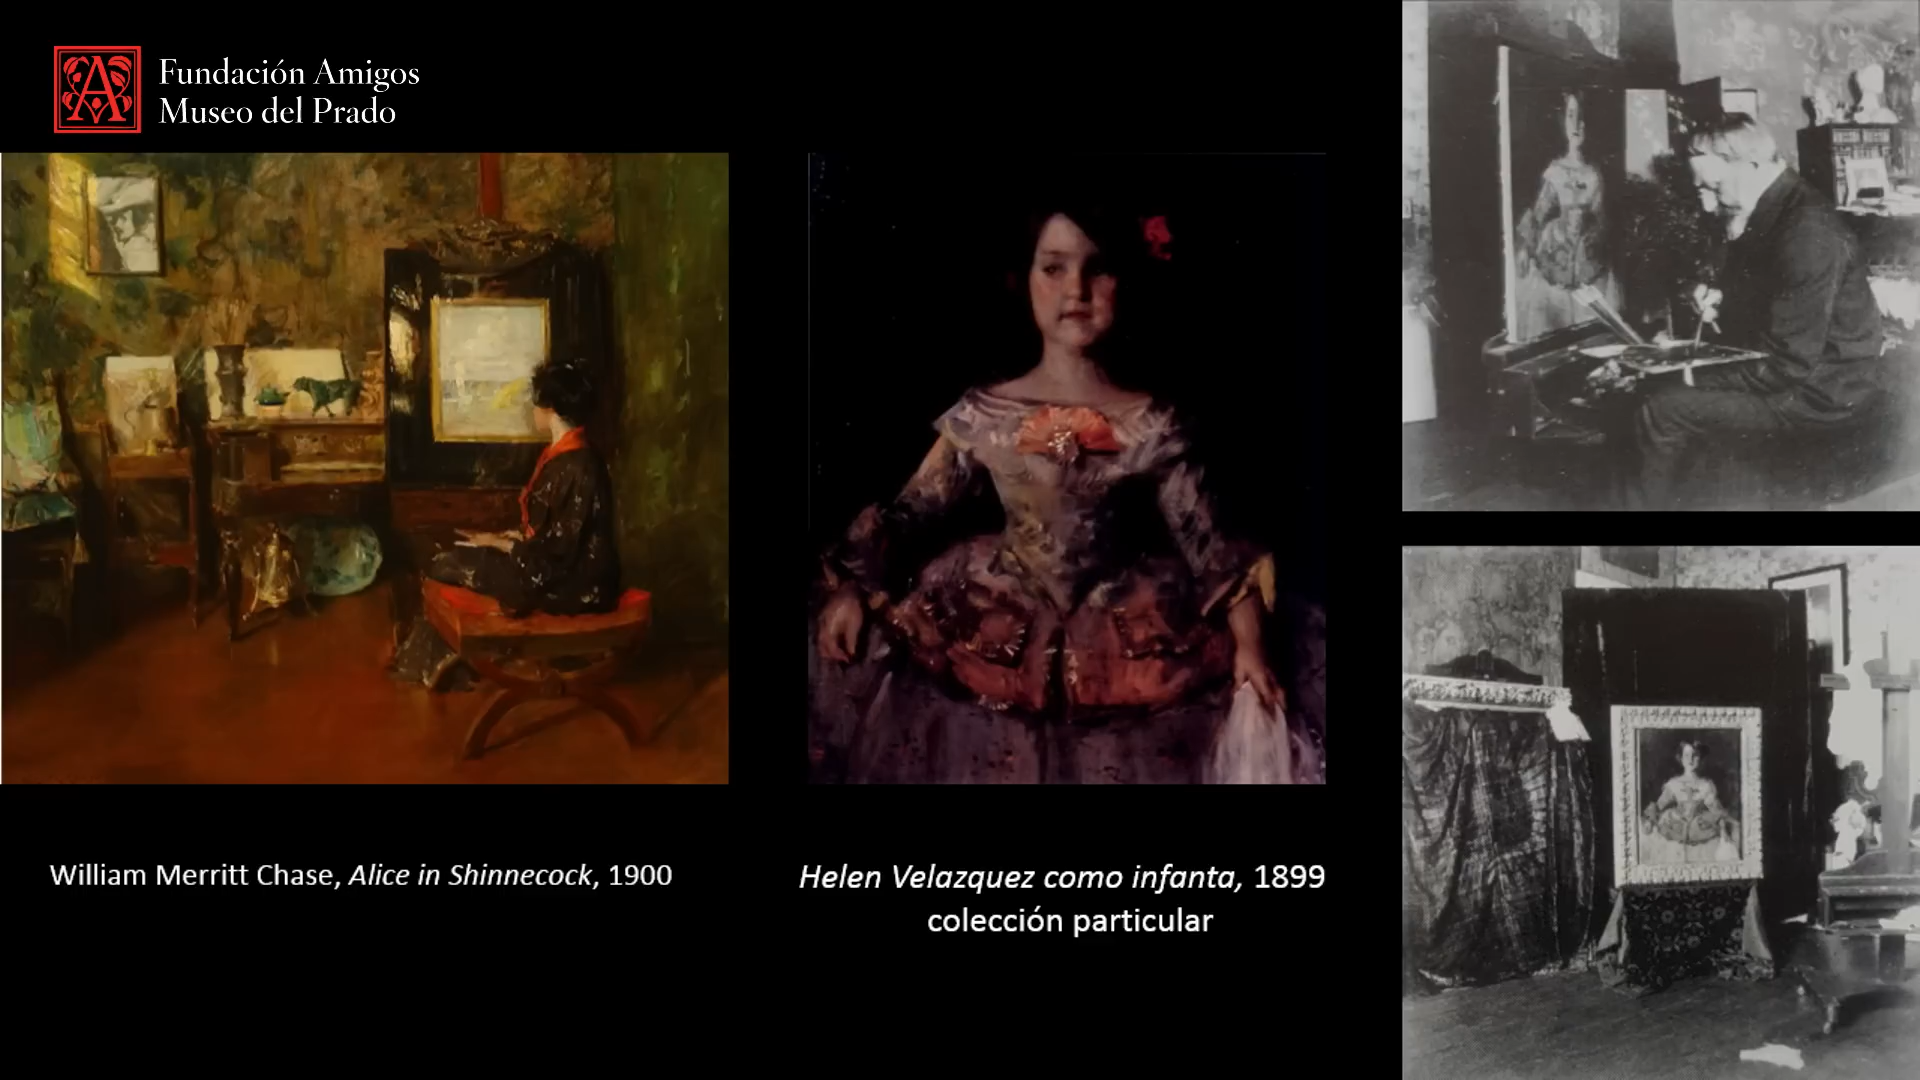 Fundación Amigos
Museo del Prado
William Merritt Chase, Alice in Shinnecock, 1900
Helen Velazquez como infanta, 1899
colección particular